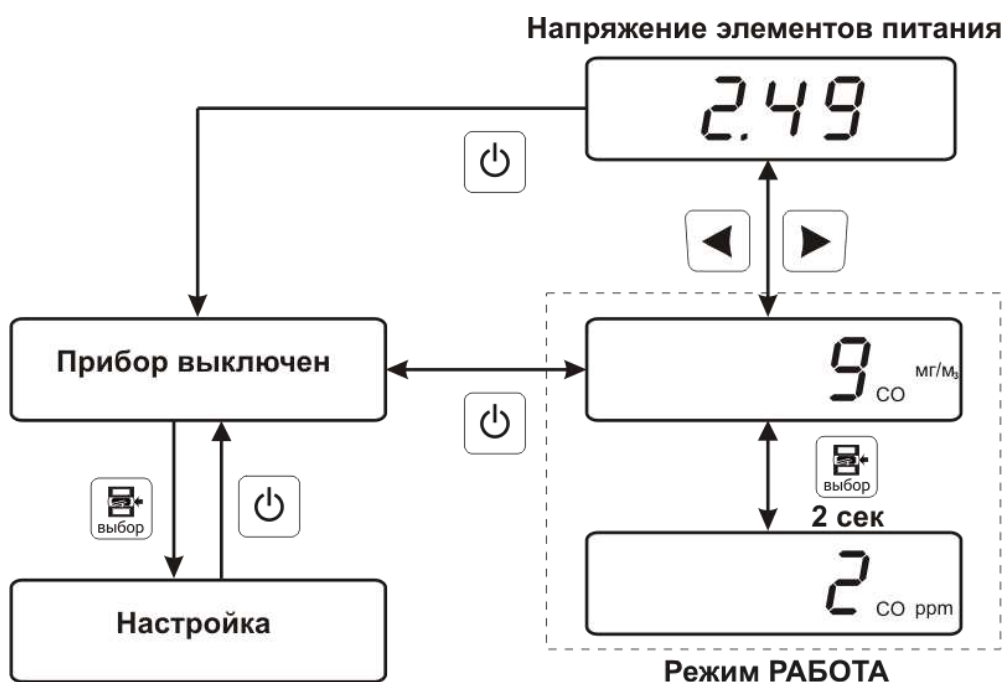 Напряжение элементов питания
2.49
Прибор выключен
9 CO мг/м3
выбор
2 сек
выбор
Настройка
2 CO ppm
Режим РАБОТА